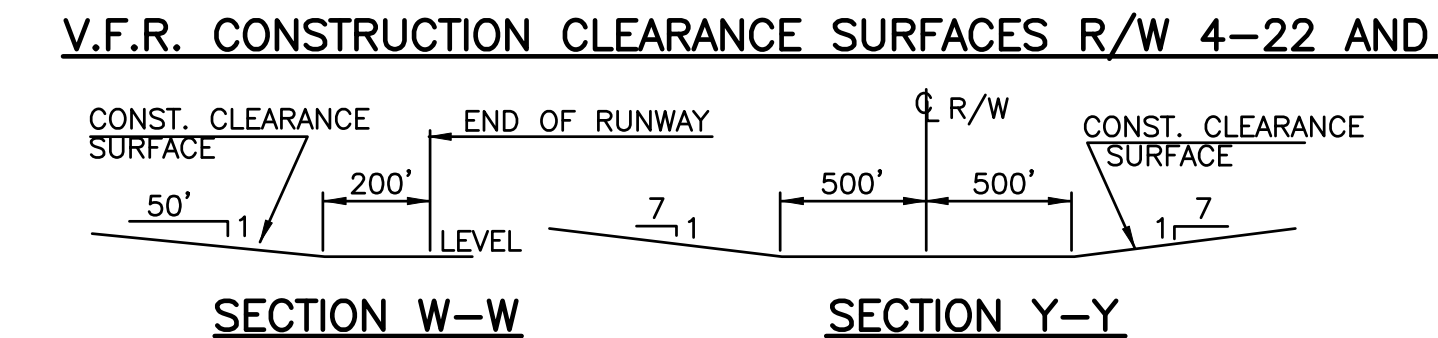 V.F.R. CONSTRUCTION CLEARANCE SURFACES R/W 4-22 AND
CONST. CLEARANCE
SURFACE
END OF RUNWAY
200'
50'
1
LEVEL
SECTION W-W
℄ R/W
CONST. CLEARANCE
SURFACE
500'
500'
7
1
1
7
SECTION Y-Y